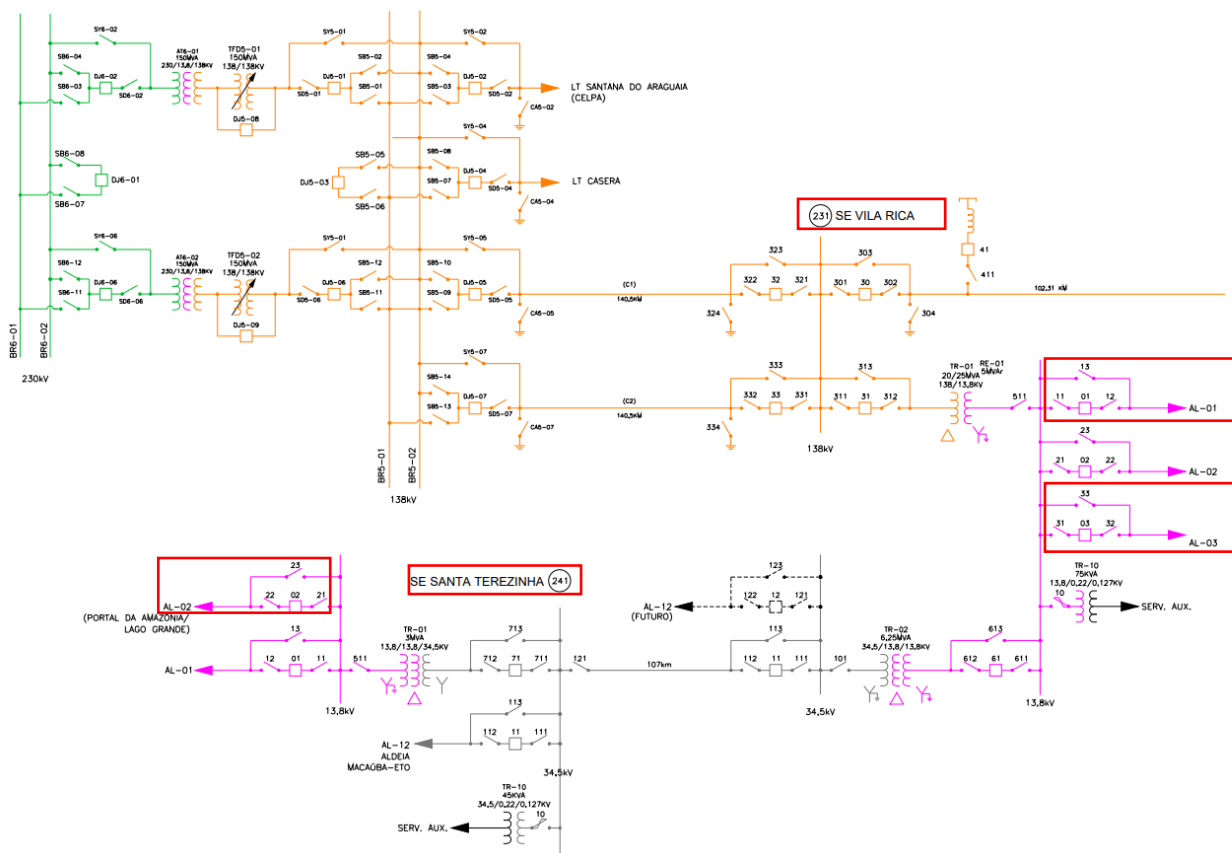 SY6-02
SB6-04
SB6-03
DJ6-02
SD6-02
AT6-01
150MVA
230/13,8/138KV
TFD5-01
150MVA
138/138KV
DJ5-08
SY5-01
SD5-01
DJ5-01
SB5-02
SB5-01
SY5-02
SB5-04
SB5-03
DJ5-02
SD5-02
CA5-02
LT SANTANA DO ARAGUAIA
(CELPA)
SB6-08
DJ6-01
SB6-07
SB5-05
DJ5-03
SB5-06
SY5-04
SB5-08
SB5-07
DJ5-04
SD5-04
CA5-04
LT CASERA
SY6-06
SB6-12
SB6-11
DJ6-06
SD6-06
AT6-02
150MVA
230/13,8/138KV
TFD5-02
150MVA
138/138KV
DJ5-09
SY5-01
SD5-06
DJ5-06
SB5-12
SB5-11
SY5-05
SB5-10
SB5-09
DJ5-05
SD5-05
CA6-05
(C1)
140,5KM
231 SE VILA RICA
323
322
32
321
324
303
301
30
302
304
41
411
102,31 KM
BR6-01
BR6-02
230kV
SY5-07
SB5-14
SB5-13
DJ5-07
SD5-07
CA6-07
(C2)
140,5KM
333
332
33
331
334
313
311
31
312
138kV
TR-01
20/25MVA
138/13,8KV
RE-01
5MVAr
511
13
11
01
12
AL-01
23
21
02
22
AL-02
33
31
03
32
AL-03
BR5-01
BR5-02
138kV
TR-10
75KVA
13,8/0,22/0,127KV
10
SERV. AUX.
23
22
02
21
AL-02
(PORTAL DA AMAZÔNIA/
LAGO GRANDE)
13
12
01
11
AL-01
511
13,8kV
SE SANTA TEREZINHA 241
TR-01
3MVA
13,8/13,8/34,5KV
713
712
71
711
121
107km
123
122
12
121
AL-12
(FUTURO)
113
112
11
111
101
34,5kV
TR-02
6,25MVA
34,5/13,8/13,8KV
613
612
61
611
13,8kV
113
112
11
111
AL-12
ALDEIA
MACAÚBA-ETO
34,5kV
TR-10
45KVA
34,5/0,22/0,127KV
10
SERV. AUX.